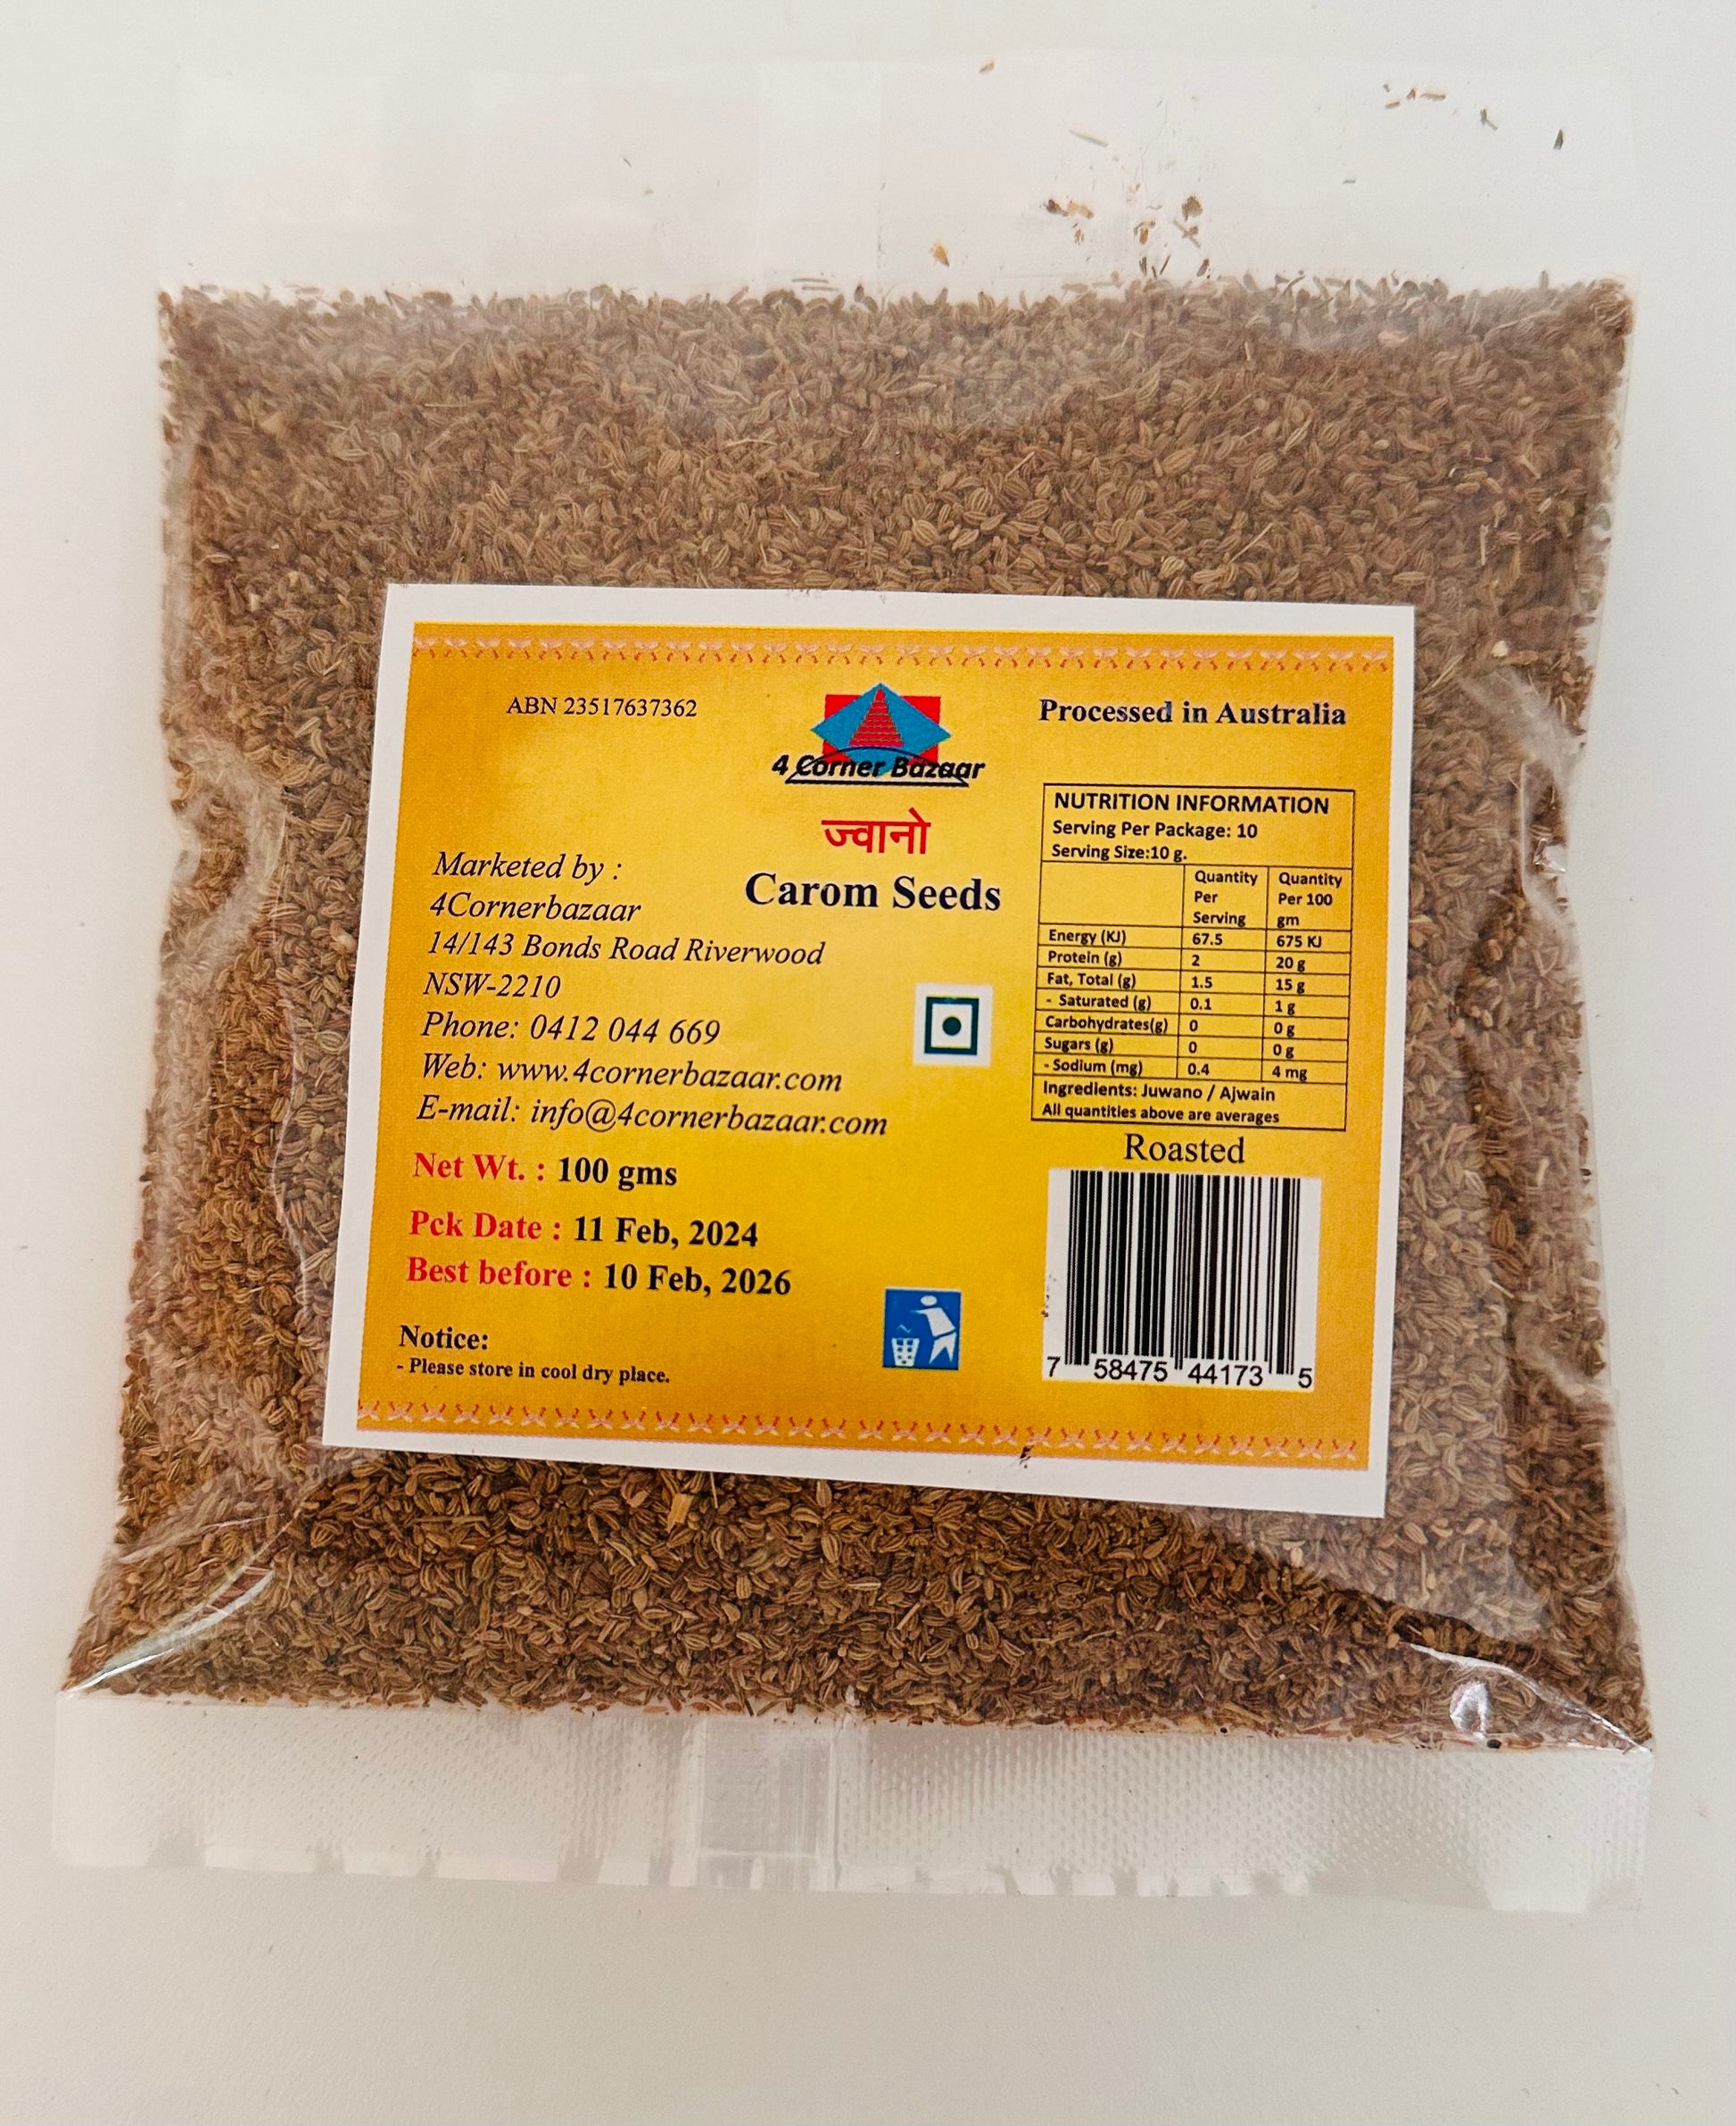 ABN 23517637362
4 Corner Bazaar
Processed in Australia
ज्वानो
Carom Seeds
Marketed by :
4Cornerbazaar
14/143 Bonds Road Riverwood
NSW-2210
Phone: 0412 044 669
Web: www.4cornerbazaar.com
E-mail: info@4cornerbazaar.com
Net Wt. : 100 gms
Pck Date : 11 Feb, 2024
Best before : 10 Feb, 2026
Notice:
- Please store in cool dry place.
NUTRITION INFORMATION
Serving Per Package: 10
Serving Size:10 g.
Quantity Per Serving Quantity Per 100 gm
Energy (KJ) 67.5 675 KJ
Protein (g) 2 20 g
Fat, Total (g) 1.5 15 g
- Saturated (g) 0.1 1 g
Carbohydrates(g) 0 0 g
Sugars (g) 0 0 g
- Sodium (mg) 0.4 4 mg
Ingredients: Juwano / Ajwain
All quantities above are averages
Roasted
7 58475 44173 5